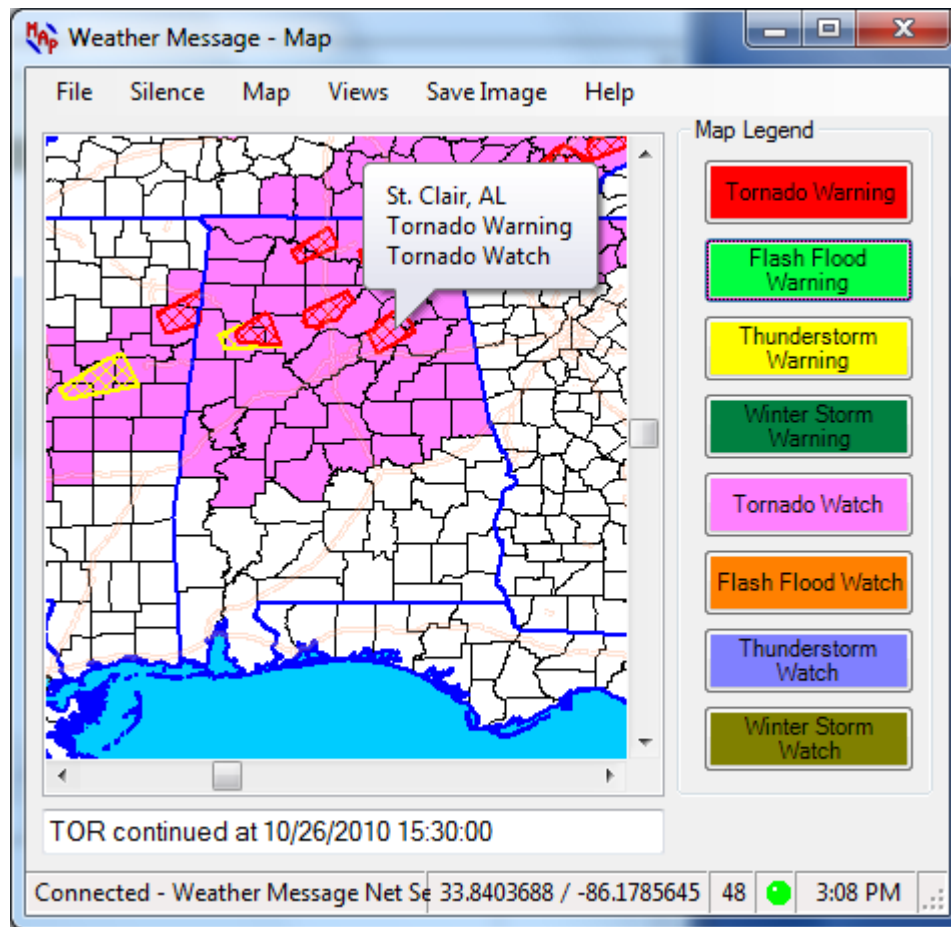 MAP Weather Message - Map
File Silence Map Views Save Image Help
Map Legend
St. Clair, AL
Tornado Warning
Tornado Watch
Tornado Warning
Flash Flood
Warning
Thunderstorm
Warning
Winter Storm
Warning
Tornado Watch
Flash Flood Watch
Thunderstorm
Watch
Winter Storm
Watch
TOR continued at 10/26/2010 15:30:00
Connected - Weather Message Net Se 33.8403688 / -86.1785645 48 3:08 PM